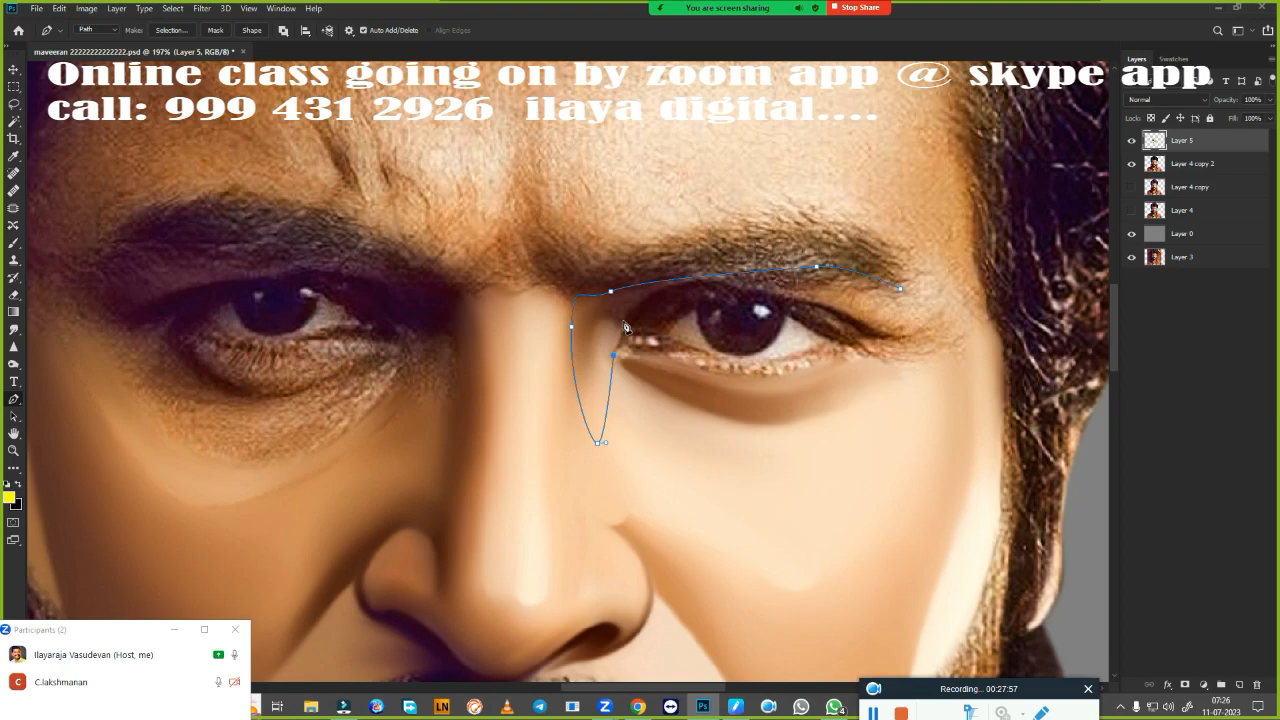 File Edit Image Layer Type Select Filter 3D View Window Help
You are screen sharing
Stop Share
Path Makes Selection... Mask Shape Auto Add/Delete Align Edges
maveeran 22222222222222.psd @ 197% (Layer 5, RGB/8) *
Layers Swatches
Online class going on by zoom app @ skype app
call: 999 431 2926 ilaya digital....
Normal Opacity: 100%
Lock: Fill: 100%
Layer 5
Layer 4 copy 2
Layer 4 copy
Layer 4
Layer 0
Layer 3
Participants (2)
Ilayaraja Vasudevan (Host, me)
C C.lakshmanan
Recording... 00:27:57
07:26
11-07-2023